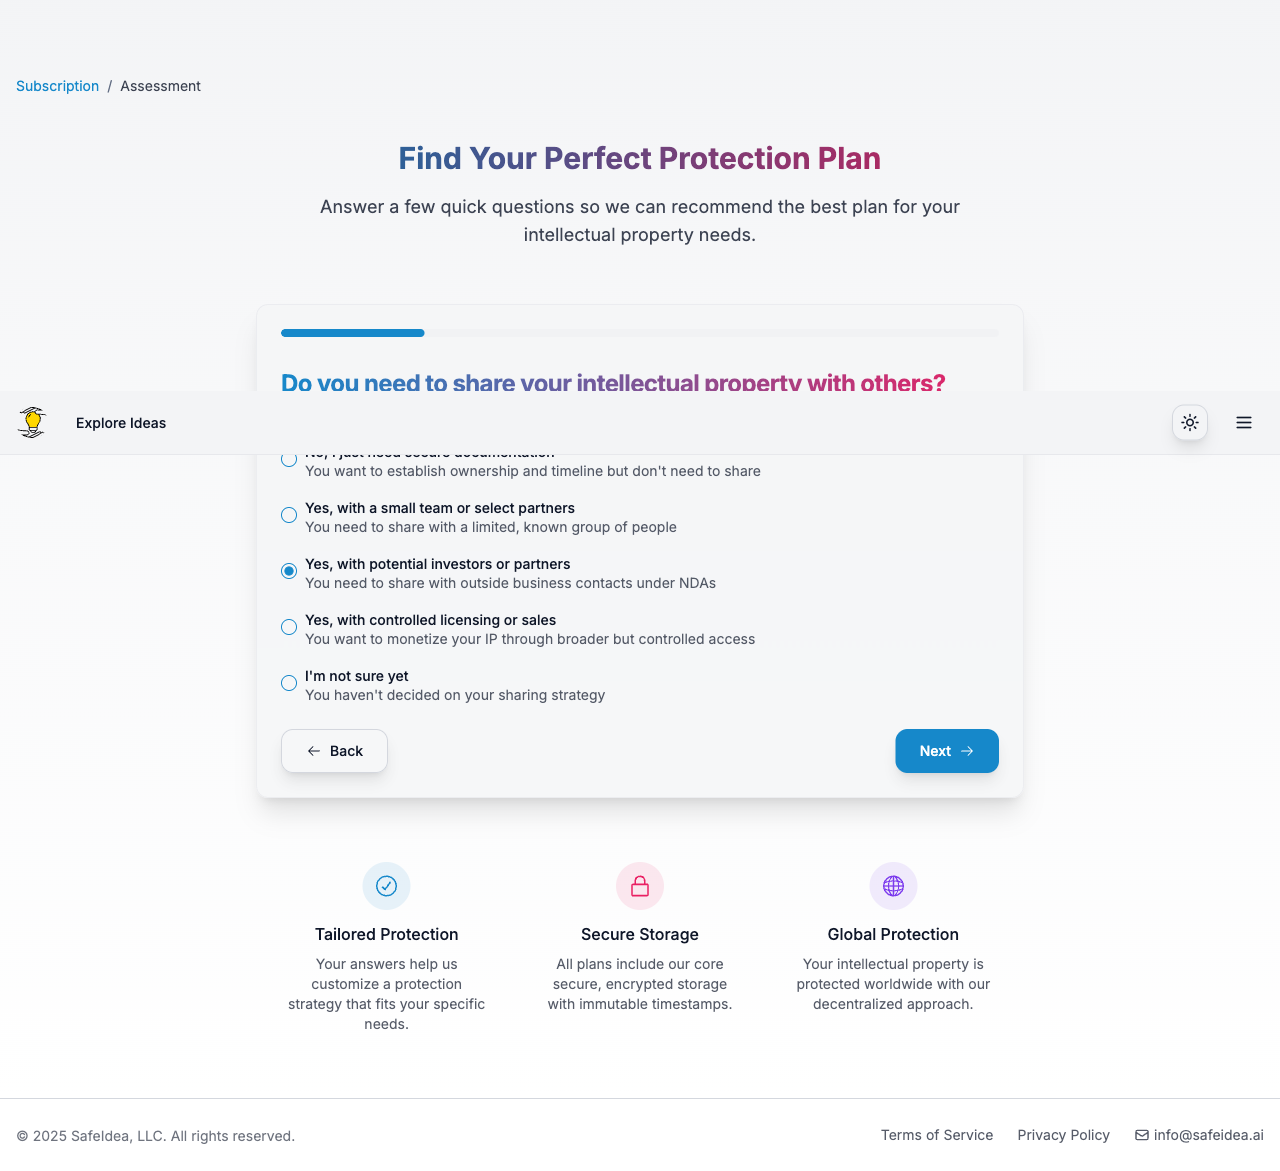 Subscription / Assessment
Find Your Perfect Protection Plan
Answer a few quick questions so we can recommend the best plan for your
intellectual property needs.
Do you need to share your intellectual property with others?
Explore Ideas
No, I just need secure documentation
You want to establish ownership and timeline but don't need to share
Yes, with a small team or select partners
You need to share with a limited, known group of people
Yes, with potential investors or partners
You need to share with outside business contacts under NDAs
Yes, with controlled licensing or sales
You want to monetize your IP through broader but controlled access
I'm not sure yet
You haven't decided on your sharing strategy
Back
Next
Tailored Protection
Your answers help us
customize a protection
strategy that fits your specific
needs.
Secure Storage
All plans include our core
secure, encrypted storage
with immutable timestamps.
Global Protection
Your intellectual property is
protected worldwide with our
decentralized approach.
© 2025 SafeIdea, LLC. All rights reserved.
Terms of Service
Privacy Policy
info@safeidea.ai